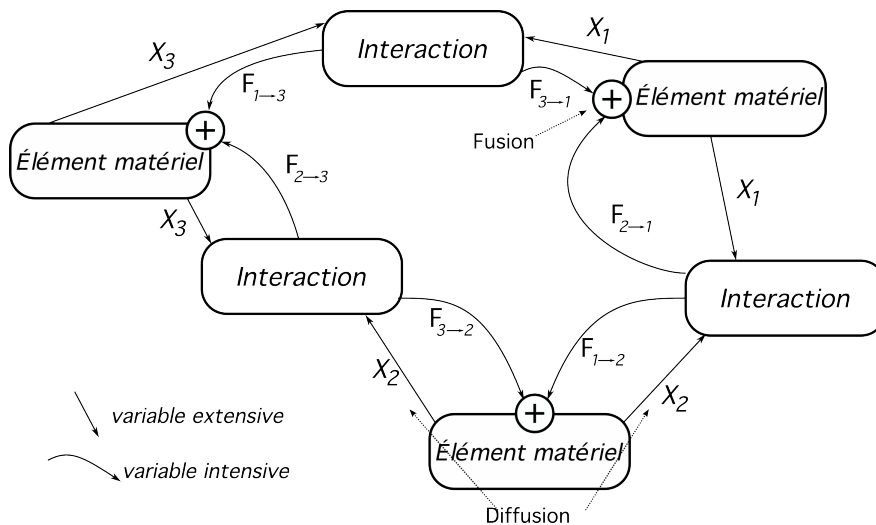 X3
Interaction
X1
F1→3
F3→1
+
Élément matériel
+
Fusion
Élément matériel
F2→3
X1
X3
F2→1
Interaction
Interaction
F3→2
F1→2
X2
X2
+
variable extensive
Élément matériel
variable intensive
Diffusion